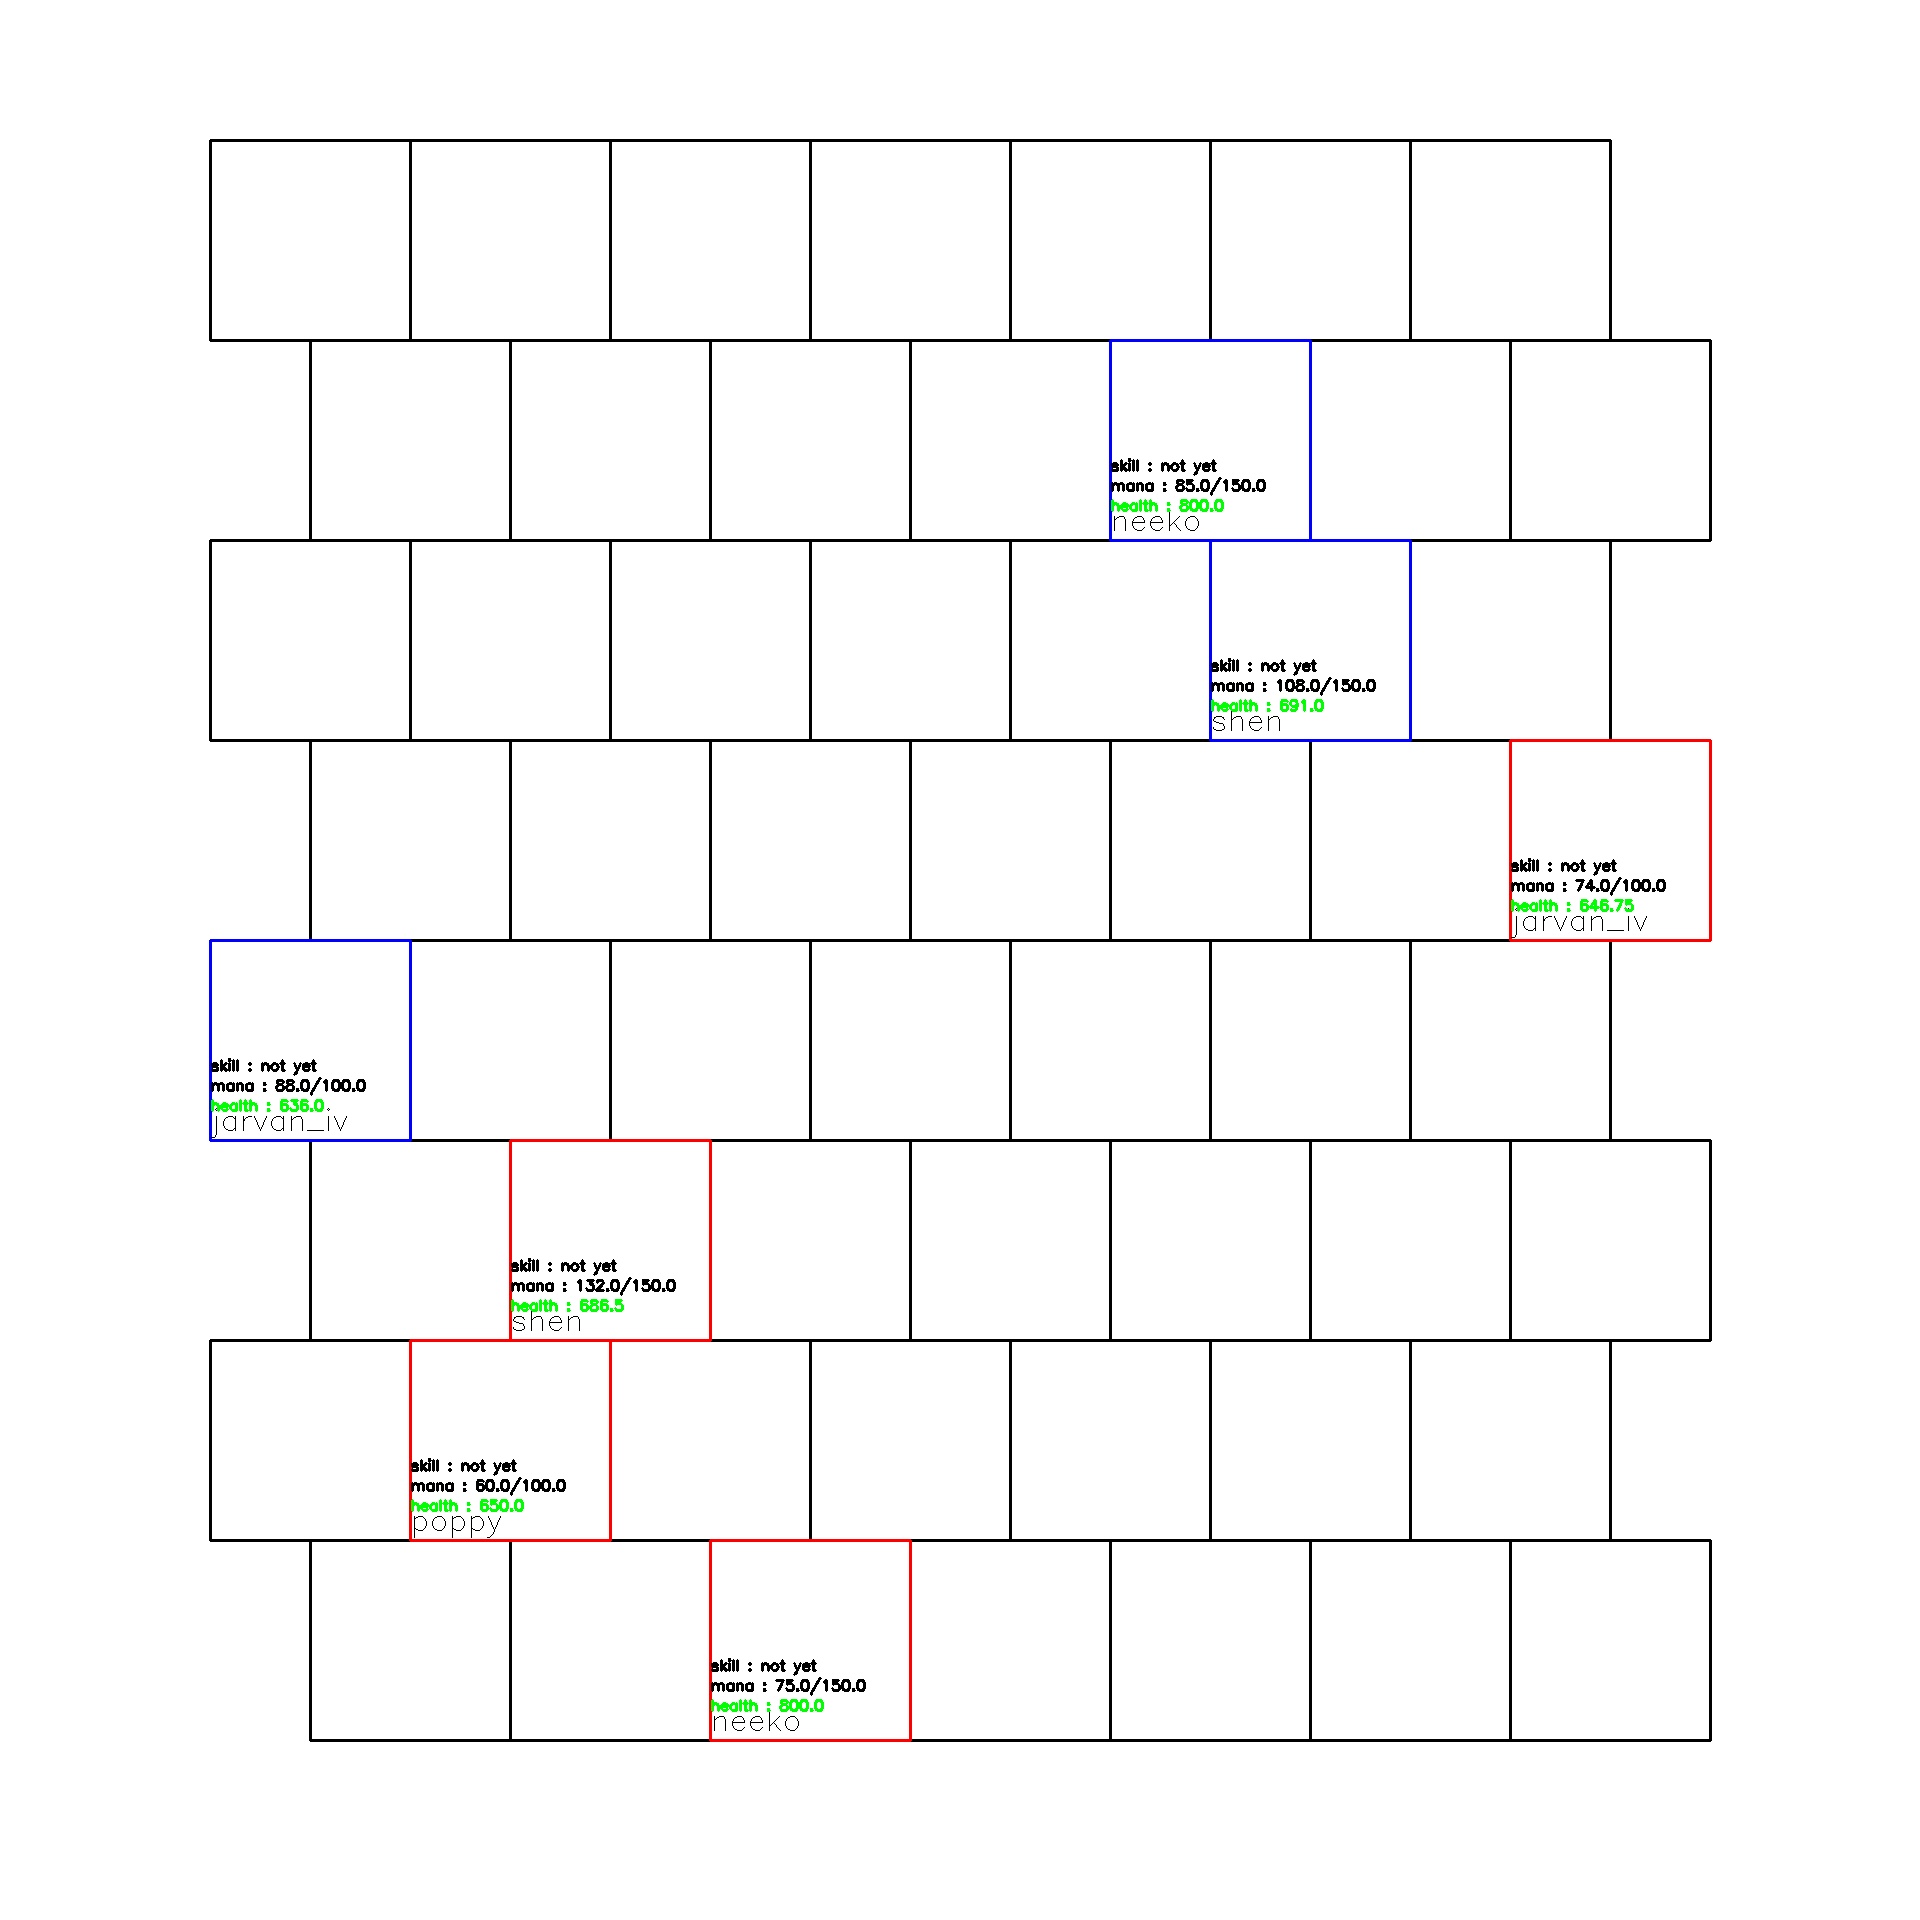 skill : not yet
mana : 85.0/150.0
health : 800.0
neeko
skill : not yet
mana : 108.0/150.0
health : 691.0
shen
skill : not yet
mana : 74.0/100.0
health : 646.75
jarvan_iv
skill : not yet
mana : 88.0/100.0
health : 636.0
jarvan_iv
skill : not yet
mana : 132.0/150.0
health : 686.5
shen
skill : not yet
mana : 60.0/100.0
health : 650.0
poppy
skill : not yet
mana : 75.0/150.0
health : 800.0
neeko